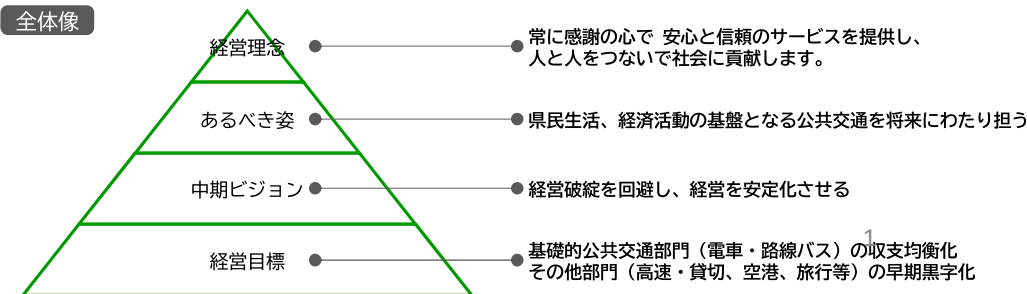 全体像
経営理念
常に感謝の心で 安心と信頼のサービスを提供し、
人と人をつないで社会に貢献します。
あるべき姿
県民生活、経済活動の基盤となる公共交通を将来にわたり担う
中期ビジョン
経営破綻を回避し、経営を安定化させる
1
経営目標
基礎的公共交通部門（電車・路線バス）の収支均衡化
その他部門（高速・貸切、空港、旅行等）の早期黒字化